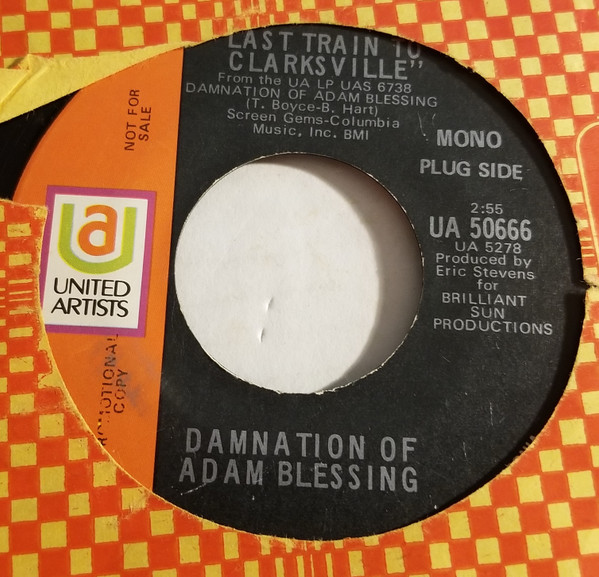 LAST TRAIN TO
CLARKSVILLE"
From the UA LP UAS 6738
DAMNATION OF ADAM BLESSING
(T. Boyce-B. Hart)
Screen Gems-Columbia
Music, Inc. BMI
NOT FOR
SALE
MONO
PLUG SIDE
2:55
UA 50666
UA 5278
Produced by
Eric Stevens
for
BRILLIANT
SUN
PRODUCTIONS
ua
UNITED
ARTISTS
ROMOTIONAL
COPY
DAMNATION OF
ADAM BLESSING